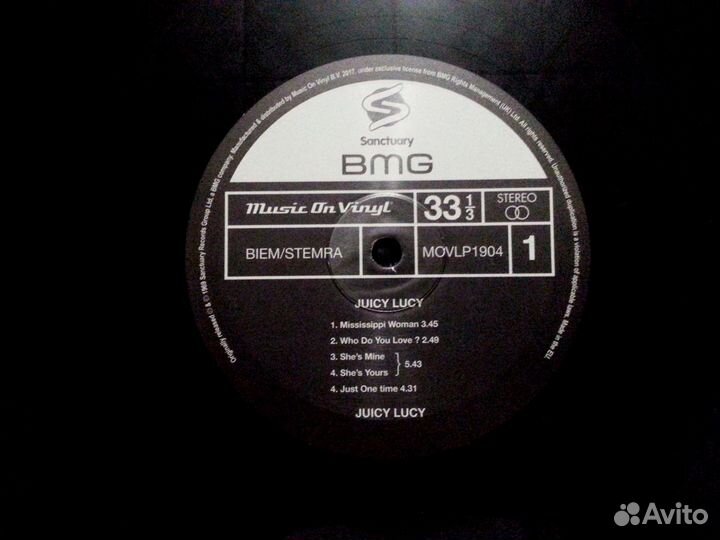 Originally released ℗ & © 1969 Sanctuary Records Group Ltd, a BMG company. Manufactured & distributed by Music On Vinyl B.V. 2017, under exclusive license from BMG Rights Management (UK) Ltd. All rights reserved. Unauthorized duplication is a violation of applicable laws. Made in the EU.
Sanctuary
BMG
Music On Vinyl
33 1/3
STEREO
BIEM/STEMRA
MOVLP1904
1
JUICY LUCY
1. Mississippi Woman 3.45
2. Who Do You Love ? 2.49
3. She's Mine
4. She's Yours } 5.43
4. Just One time 4.31
JUICY LUCY
Avito